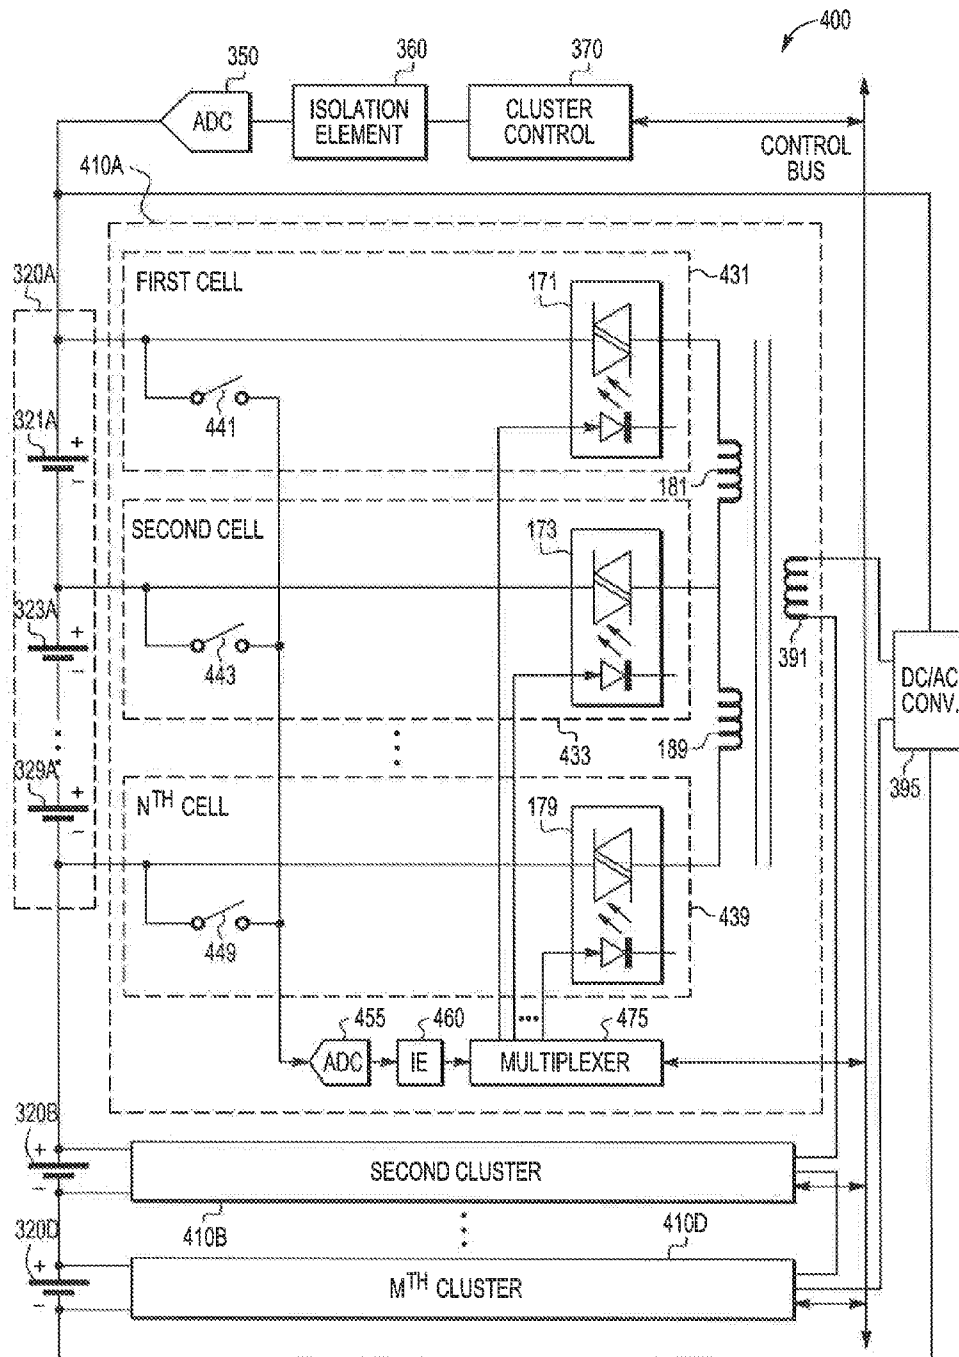 400
350
360
370
ADC
ISOLATION
ELEMENT
CLUSTER
CONTROL
CONTROL
BUS
410A
320A
FIRST CELL
171
431
441
321A
+
−
181
SECOND CELL
173
323A
+
−
443
391
DC/AC
CONV.
189
433
395
329A
+
−
NTH CELL
179
449
439
455
460
475
ADC
IE
MULTIPLEXER
320B
+
−
SECOND CLUSTER
410B
410D
320D
+
−
MTH CLUSTER